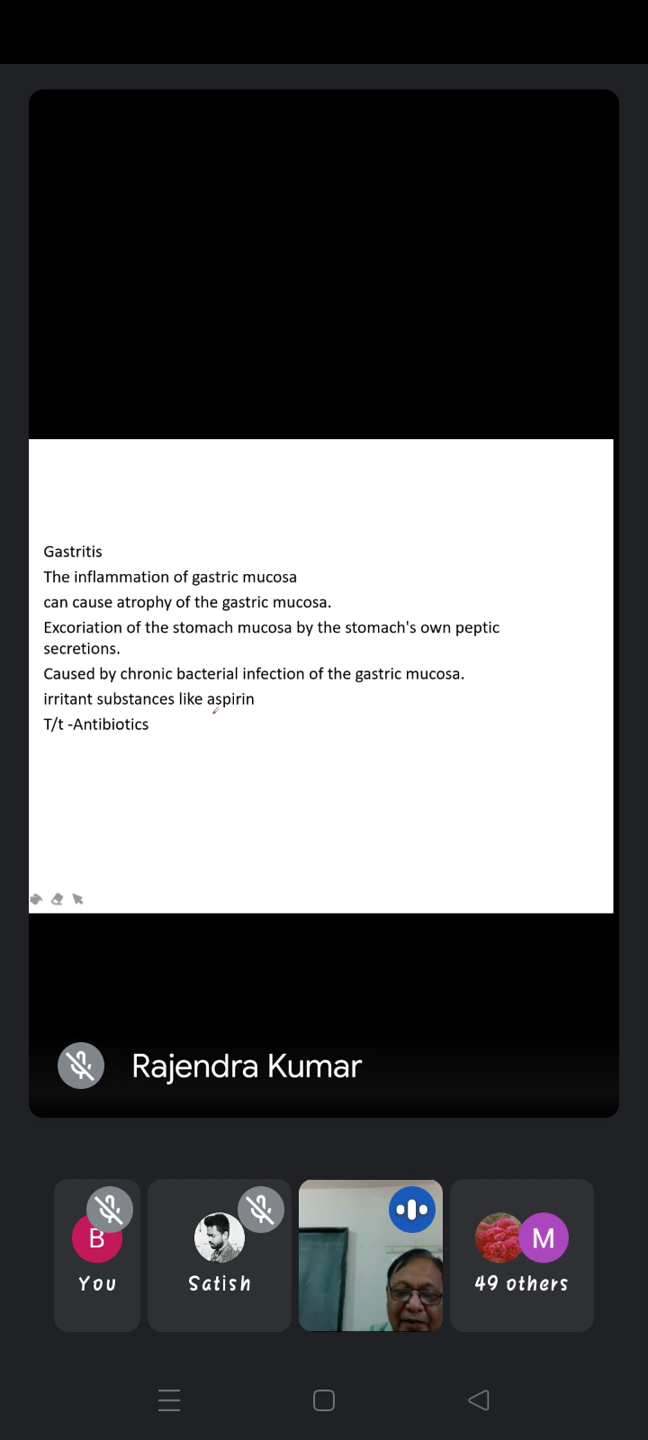 Gastritis
The inflammation of gastric mucosa
can cause atrophy of the gastric mucosa.
Excoriation of the stomach mucosa by the stomach's own peptic
secretions.
Caused by chronic bacterial infection of the gastric mucosa.
irritant substances like aspirin
T/t -Antibiotics
Rajendra Kumar
B
M
You
Satish
49 others